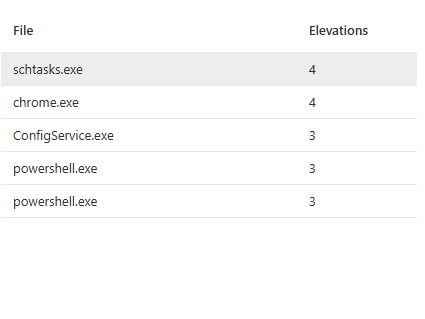 File Elevations
schtasks.exe 4
chrome.exe 4
ConfigService.exe 3
powershell.exe 3
powershell.exe 3